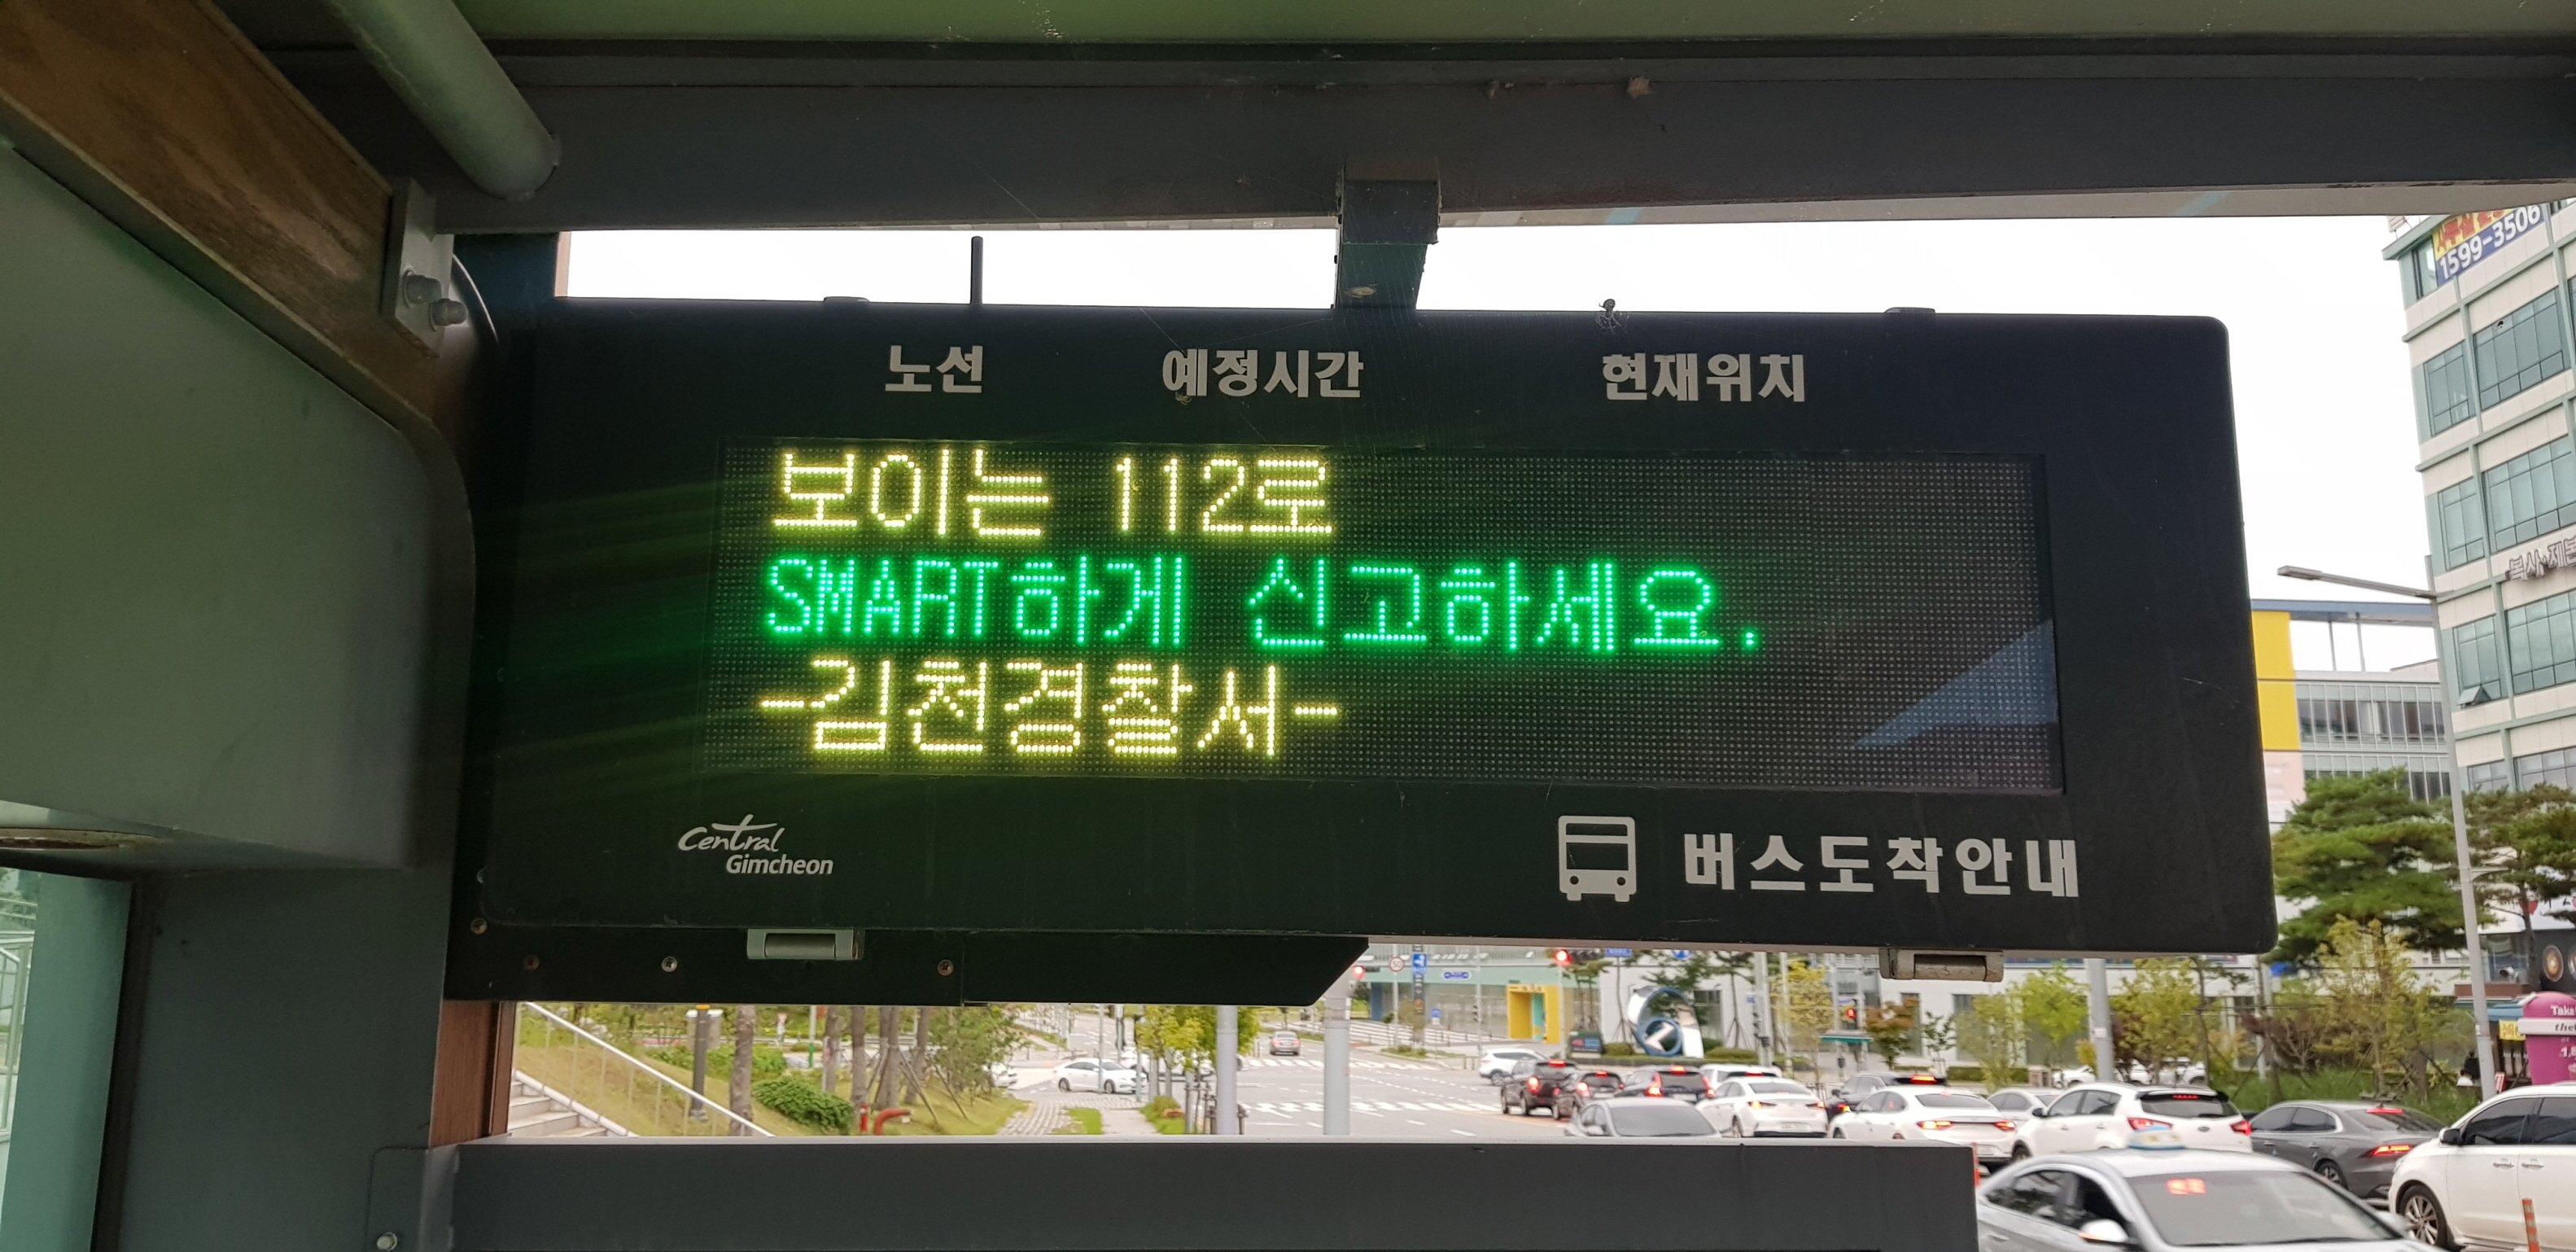 1599-3506
노선 예정시간 현재위치
보이는 112로
SMART하게 신고하세요.
-김천경찰서-
Central
Gimcheon
버스도착안내
Take